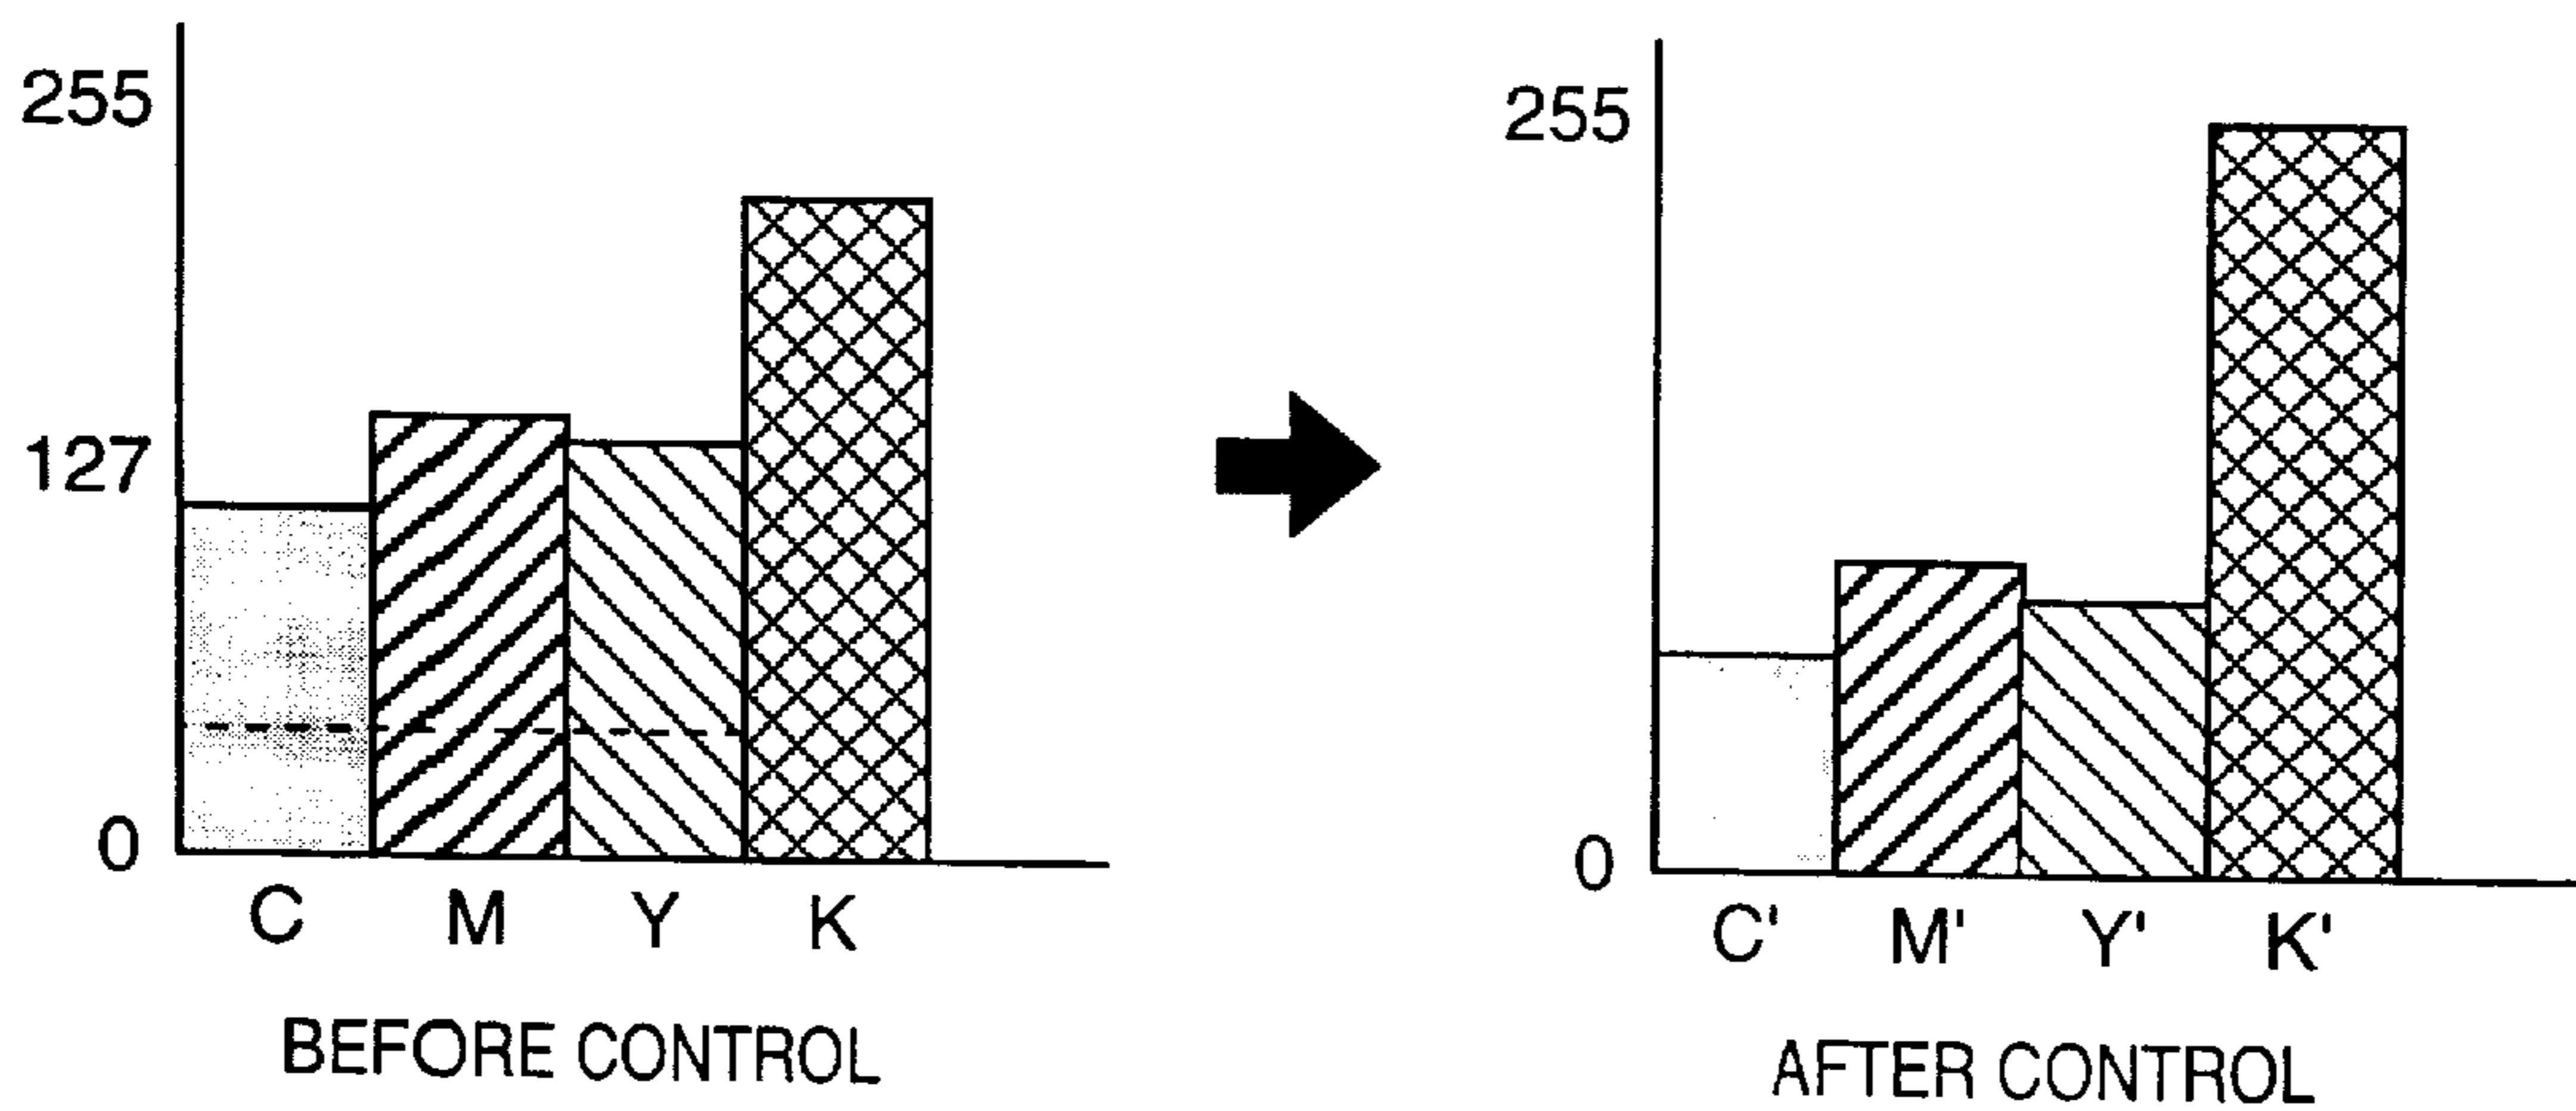 255
127
0
C M Y K
BEFORE CONTROL
255
0
C' M' Y' K'
AFTER CONTROL